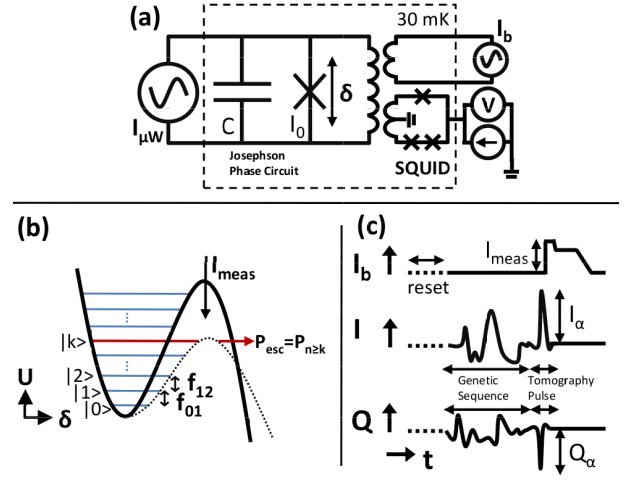 (a)
30 mK
I_b
I_μW
C
I_0
δ
V
Josephson
Phase Circuit
SQUID
(b)
I_meas
|k>
P_esc=P_n≥k
|2>
|1>
|0>
f_12
f_01
U
δ
(c)
I_b
reset
I_meas
I
I_α
Genetic
Sequence
Tomography
Pulse
Q
t
Q_α